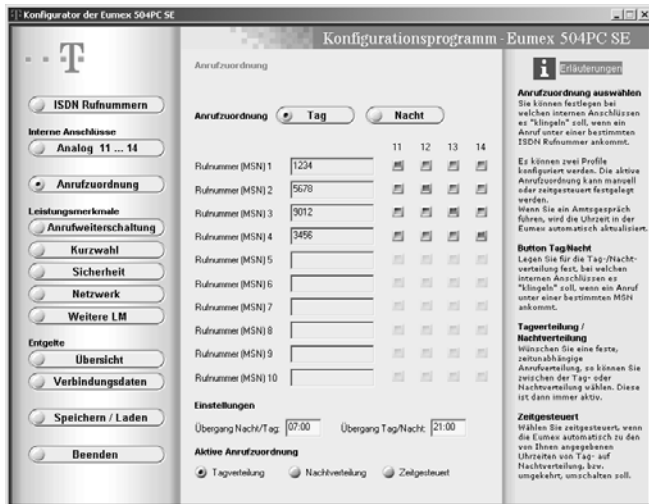 Konfigurator der Eumex 504PC SE
Konfigurationsprogramm - Eumex 504PC SE
T
ISDN Rufnummern
Interne Anschlüsse
Analog 11 ... 14
Anrufzuordnung
Leistungsmerkmale
Anrufweiterschaltung
Kurzwahl
Sicherheit
Netzwerk
Weitere LM
Entgelte
Übersicht
Verbindungsdaten
Speichern / Laden
Beenden
Anrufzuordnung
Anrufzuordnung Tag Nacht
11 12 13 14
Rufnummer (MSN) 1 1234
Rufnummer (MSN) 2 5678
Rufnummer (MSN) 3 9012
Rufnummer (MSN) 4 3456
Rufnummer (MSN) 5
Rufnummer (MSN) 6
Rufnummer (MSN) 7
Rufnummer (MSN) 8
Rufnummer (MSN) 9
Rufnummer (MSN) 10
Einstellungen
Übergang Nacht/Tag: 07:00 Übergang Tag/Nacht: 21:00
Aktive Anrufzuordnung
Tagverteilung Nachtverteilung Zeitgesteuert
i Erläuterungen
Anrufzuordnung auswählen
Sie können festlegen bei
welchen internen Anschlüssen
es "klingeln" soll, wenn ein
Anruf unter einer bestimmten
ISDN Rufnummer ankommt.
Es können zwei Profile
konfiguriert werden. Die aktive
Anrufzuordnung kann manuell
oder zeitgesteuert festgelegt
werden.
Wenn Sie ein Amtsgespräch
führen, wird die Uhrzeit in der
Eumex automatisch aktualisiert.
Button Tag/Nacht
Legen Sie für die Tag-/Nacht-
verteilung fest, bei welchen
internen Anschlüssen es
"klingeln" soll, wenn ein Anruf
unter einer bestimmten MSN
ankommt.
Tagverteilung /
Nachtverteilung
Wünschen Sie eine feste,
zeitunabhängige
Anrufverteilung, so können Sie
zwischen der Tag- oder
Nachtverteilung wählen. Diese
ist dann immer aktiv.
Zeitgesteuert
Wählen Sie zeitgesteuert, wenn
die Eumex automatisch zu den
von Ihnen angegebenen
Uhrzeiten von Tag- auf
Nachtverteilung, bzw.
umgekehrt, umschalten soll.